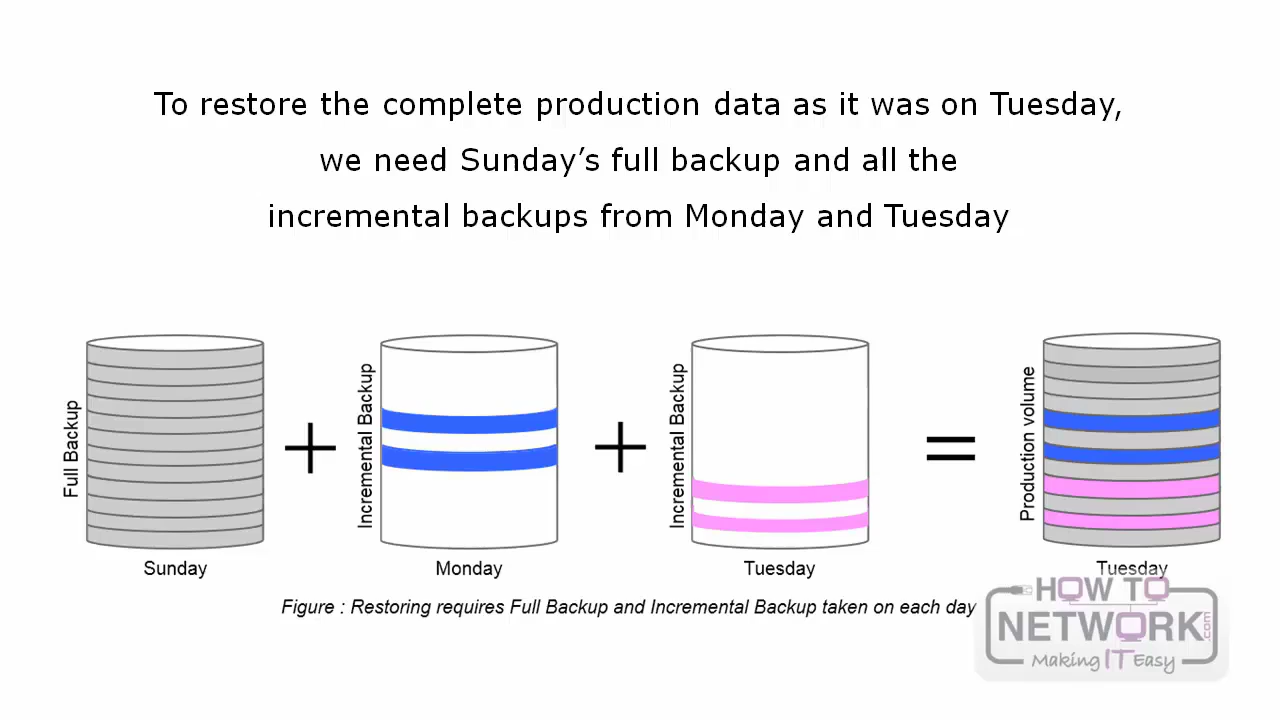 To restore the complete production data as it was on Tuesday,
we need Sunday’s full backup and all the
incremental backups from Monday and Tuesday
Full Backup
Incremental Backup
Incremental Backup
Production volume
+
+
=
Sunday
Monday
Tuesday
Tuesday
Figure : Restoring requires Full Backup and Incremental Backup taken on each day
HOW TO
NETWORK.com
Making IT Easy